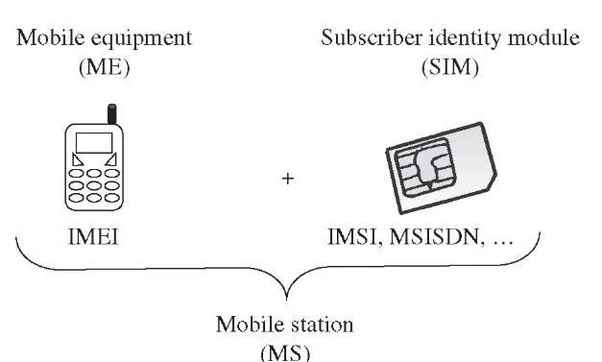 Mobile equipment
(ME)
Subscriber identity module
(SIM)
+
IMEI
IMSI, MSISDN, …
Mobile station
(MS)